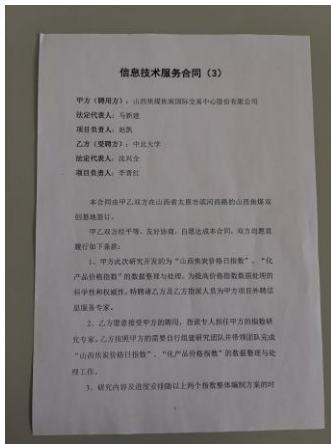 信息技术服务合同（3）
甲方（聘用方）：山西焦煤焦炭国际交易中心股份有限公司
法定代表人：马新建
项目负责人：赵凯
乙方（受聘方）：中北大学
法定代表人：沈兴全
项目负责人：李晋红
本合同由甲乙双方在山西省太原市滨河西路的山西焦煤双
创基地签订。
甲乙双方经平等、友好协商，自愿达成本合同，双方均愿意
履行如下条款：
1、甲方此次研究开发的为“山西焦炭价格日指数”、“化
产品价格指数”的数据整理与处理。为提高价格指数数据处理的
科学性和权威性，特聘请乙方及乙方指派人员为甲方项目外聘信
息服务专家。
2、乙方愿意接受甲方的聘用，指派专人担任甲方的指数研
究专家。乙方按照甲方的需要自行组建研究团队并带领团队完成
“山西焦炭价格日指数”、“化产品价格指数”的数据整理与处
理工作。
3、研究内容及进度安排除以上两个指数整体编制方案的时